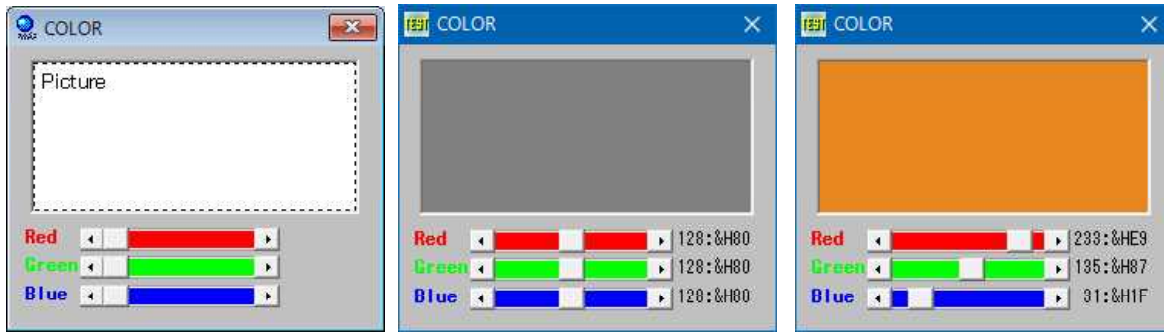 COLOR
Picture
Red
Green
Blue
COLOR
Red 128:&H80
Green 128:&H80
Blue 128:&H80
COLOR
Red 233:&HE9
Green 135:&H87
Blue 31:&H1F